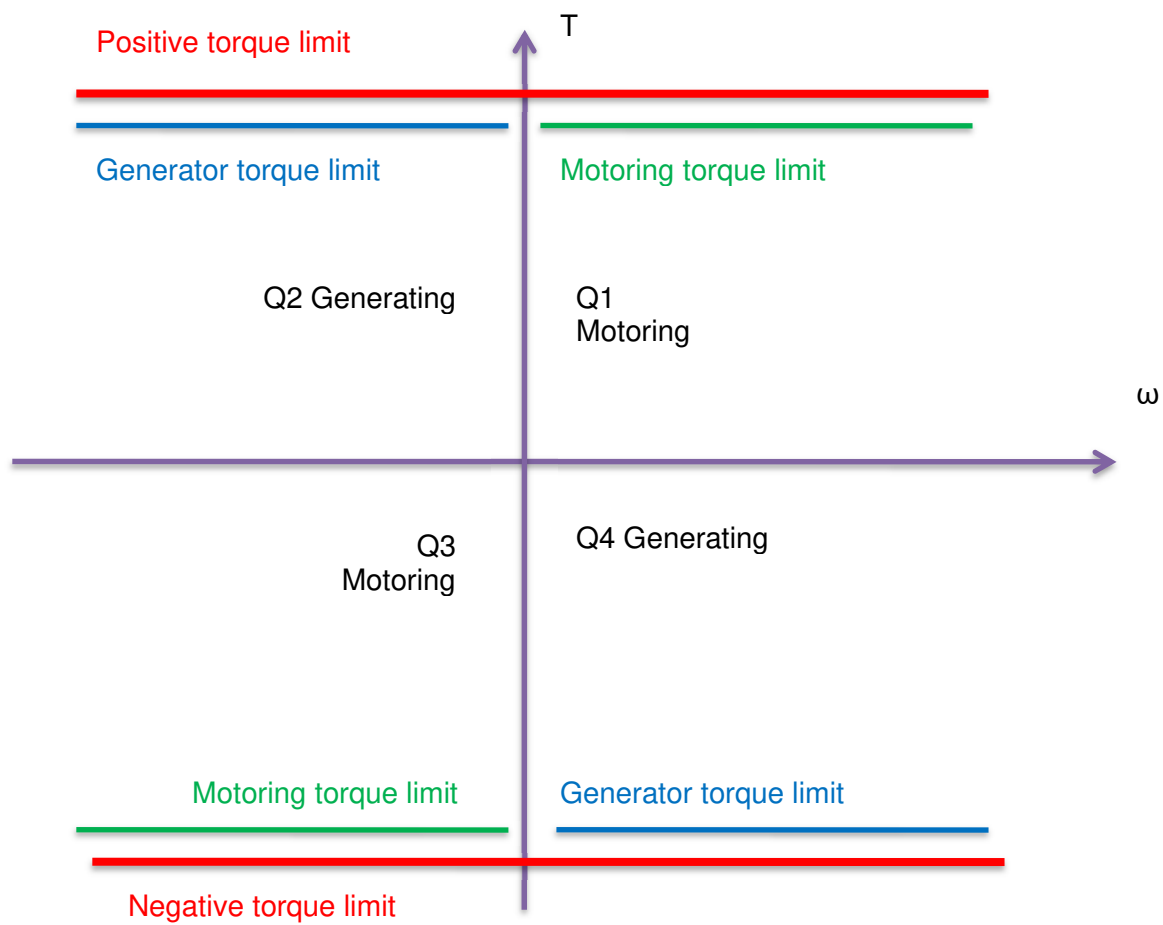 T
Positive torque limit
Generator torque limit
Motoring torque limit
Q2 Generating
Q1
Motoring
ω
Q3
Motoring
Q4 Generating
Motoring torque limit
Generator torque limit
Negative torque limit